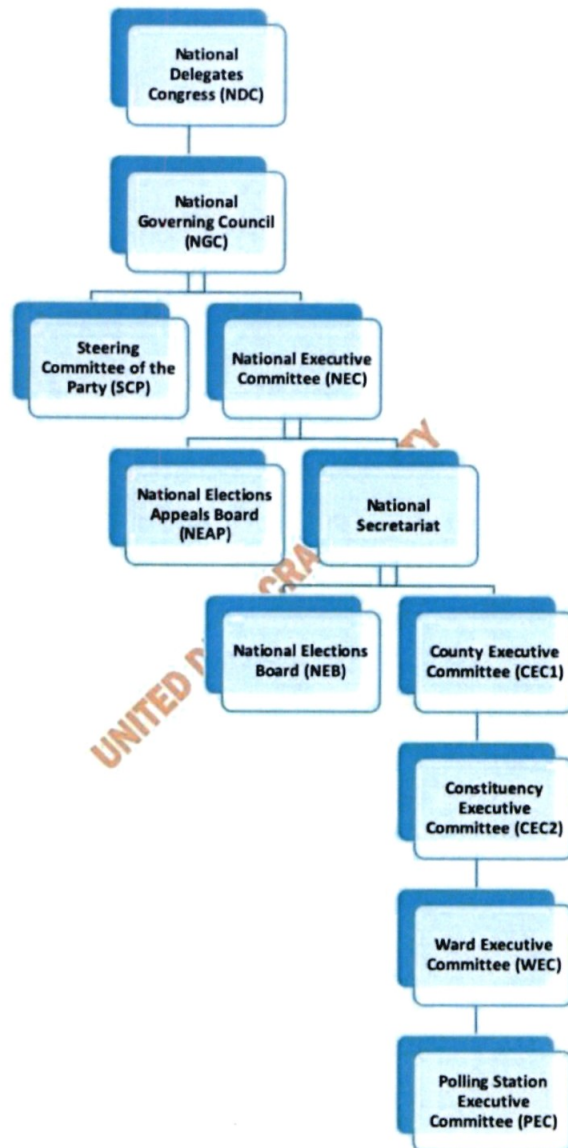 National
Delegates
Congress (NDC)
National
Governing Council
(NGC)
Steering
Committee of the
Party (SCP)
National Executive
Committee (NEC)
National Elections
Appeals Board
(NEAP)
National
Secretariat
National Elections
Board (NEB)
County Executive
Committee (CEC1)
Constituency
Executive
Committee (CEC2)
Ward Executive
Committee (WEC)
Polling Station
Executive
Committee (PEC)
UNITED